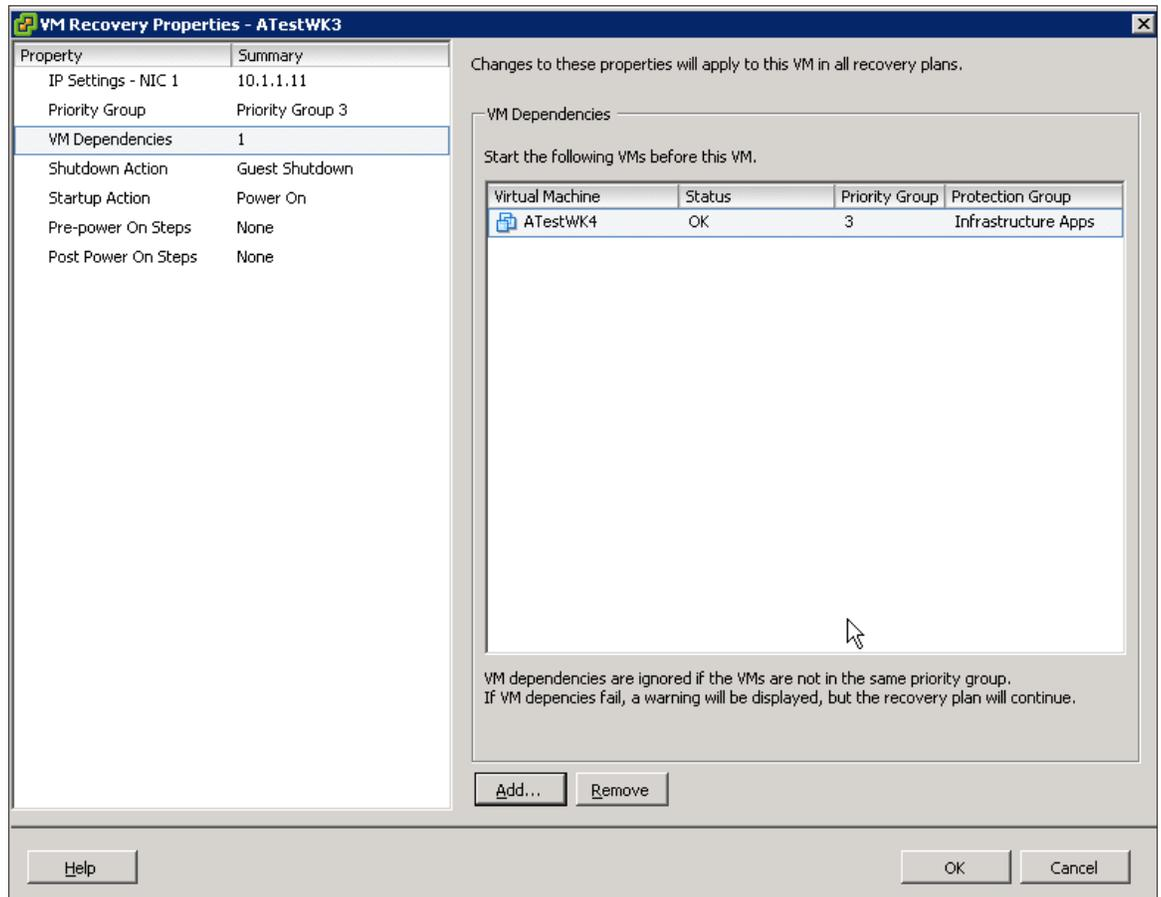 VM Recovery Properties - ATestWK3
Property Summary
IP Settings - NIC 1 10.1.1.11
Priority Group Priority Group 3
VM Dependencies 1
Shutdown Action Guest Shutdown
Startup Action Power On
Pre-power On Steps None
Post Power On Steps None
Changes to these properties will apply to this VM in all recovery plans.
VM Dependencies
Start the following VMs before this VM.
Virtual Machine Status Priority Group Protection Group
ATestWK4 OK 3 Infrastructure Apps
VM dependencies are ignored if the VMs are not in the same priority group.
If VM depencies fail, a warning will be displayed, but the recovery plan will continue.
Add... Remove
Help OK Cancel